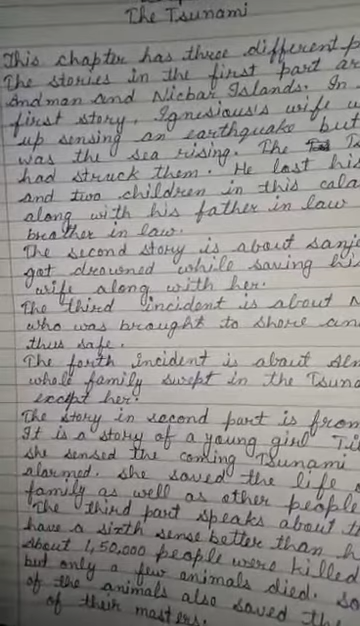 The Tsunami
This chapter has three different
The stories in the first part
Andman and Nicbar Islands. In
first story, Ignesious's wife
up sensing an earthquake but
was the sea rising. The
had struck them. He lost his
and two children in this
along with his father in law
brother in law.
The second story is about
got drowned while saving
wife along with her.
The third incident is about
who was brought to shore
thus safe.
The forth incident is about
whole family swept in the
except her.
The story in second part is from
It is a story of a young girl
she sensed the coming Tsunami
alarmed. she saved the life
family as well as other people
The third part speaks about
have a sixth sense better than
about 1,50,000 people were killed
but only a few animals died.
of the animals also saved the
of their masters.